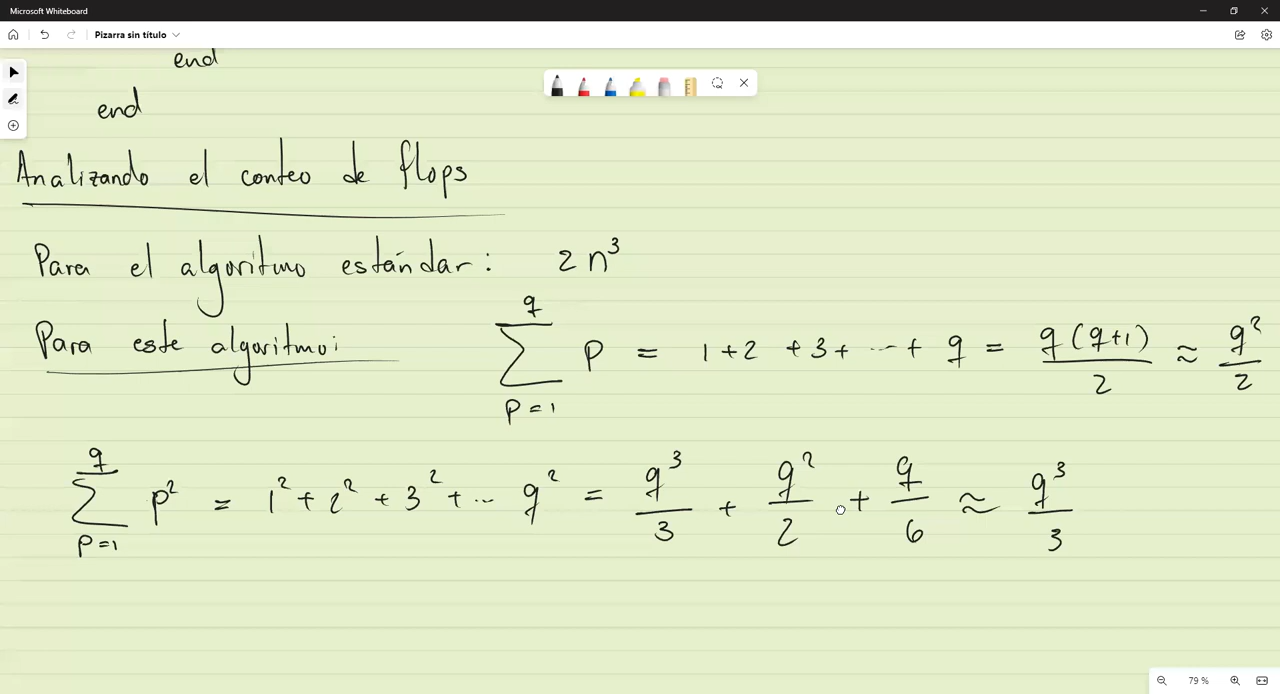 Microsoft Whiteboard
Pizarra sin título
end
end
Analizando el conteo de flops
Para el algoritmo estándar: 2 n³
Para este algoritmo: ∑_{p=1}^{q} p = 1 + 2 + 3 + ... + q = q(q+1)/2 ≈ q²/2
∑_{p=1}^{q} p² = 1² + 2² + 3² + ... q² = q³/3 + q²/2 + q/6 ≈ q³/3
79 %